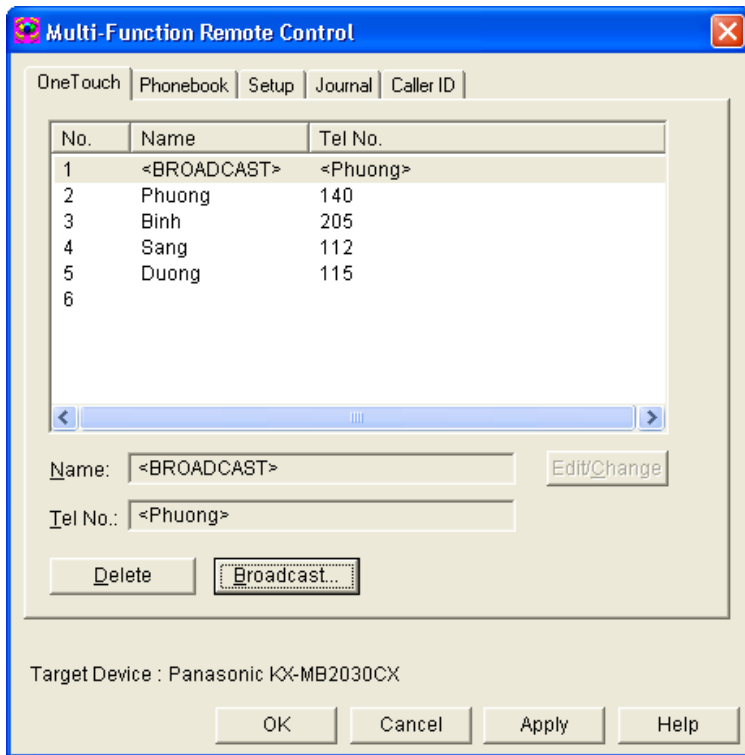 Multi-Function Remote Control
OneTouch Phonebook Setup Journal Caller ID
No. Name Tel No.
1 <BROADCAST> <Phuong>
2 Phuong 140
3 Binh 205
4 Sang 112
5 Duong 115
6
Name: <BROADCAST> Edit/Change
Tel No.: <Phuong>
Delete Broadcast...
Target Device : Panasonic KX-MB2030CX
OK Cancel Apply Help